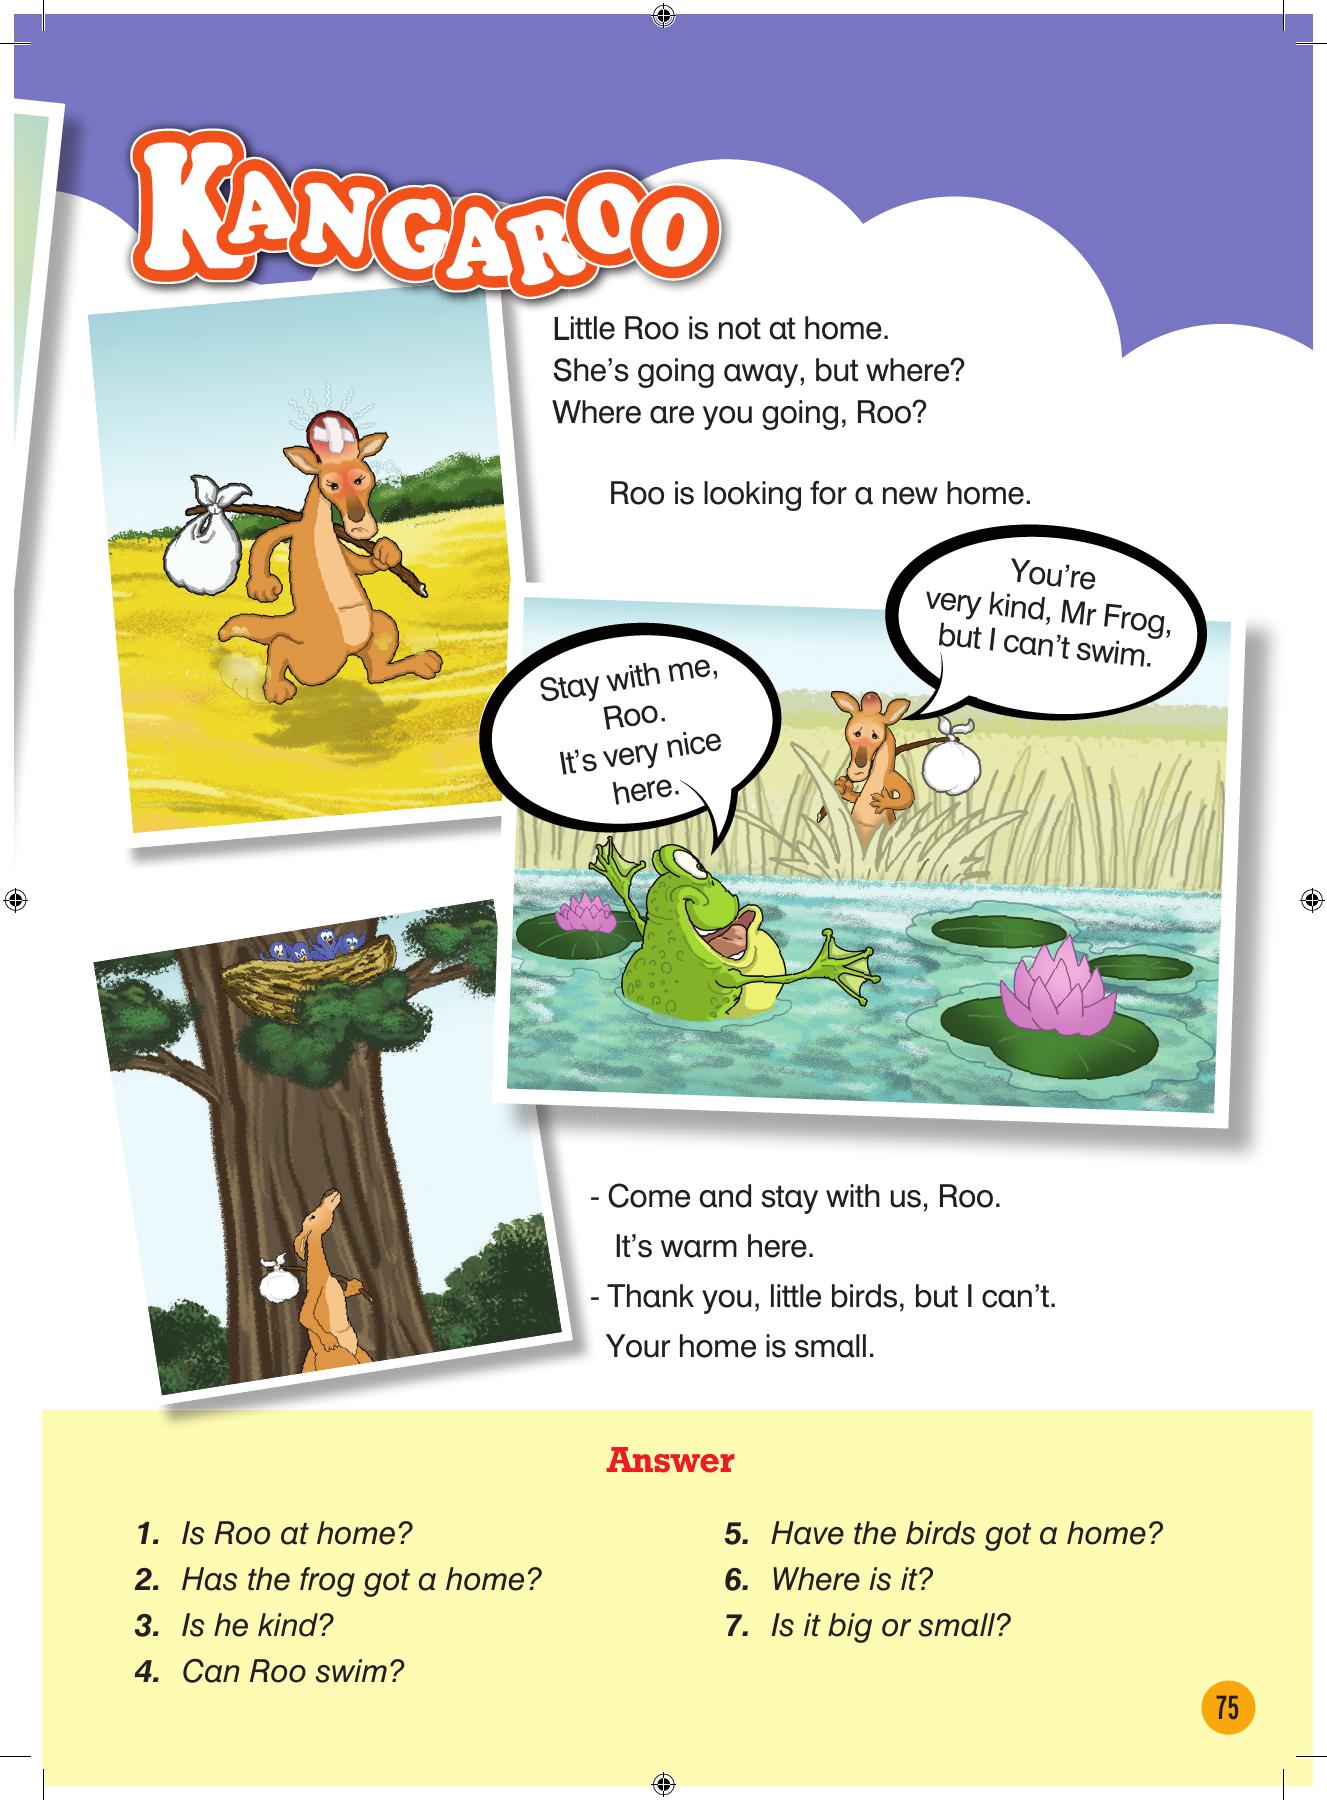 KANGAROO
Little Roo is not at home.
She's going away, but where?
Where are you going, Roo?
Roo is looking for a new home.
You're
very kind, Mr Frog,
but I can't swim.
Stay with me,
Roo.
It's very nice
here.
- Come and stay with us, Roo.
It's warm here.
- Thank you, little birds, but I can't.
Your home is small.
Answer
1. Is Roo at home?
2. Has the frog got a home?
3. Is he kind?
4. Can Roo swim?
5. Have the birds got a home?
6. Where is it?
7. Is it big or small?
75